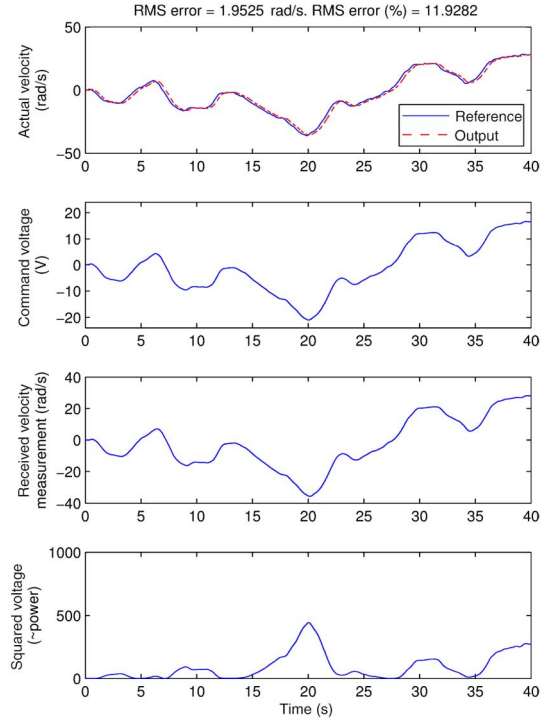 RMS error = 1.9525 rad/s. RMS error (%) = 11.9282
50
0
−50
Actual velocity
(rad/s)
Reference
Output
0 5 10 15 20 25 30 35 40
20
10
0
−10
−20
Command voltage
(V)
0 5 10 15 20 25 30 35 40
40
20
0
−20
−40
Received velocity
measurement (rad/s)
0 5 10 15 20 25 30 35 40
1000
500
0
Squared voltage
(~power)
0 5 10 15 20 25 30 35 40
Time (s)